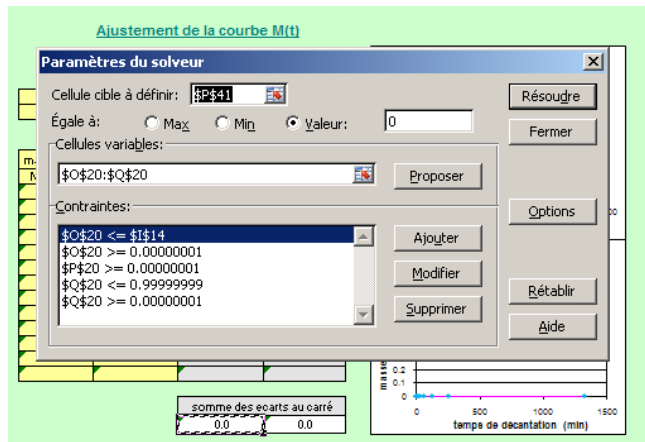 Ajustement de la courbe M(t)
Paramètres du solveur
Cellule cible à définir: $P$41
Résoudre
Égale à: Max Min Valeur: 0
Fermer
Cellules variables:
$O$20:$Q$20
Proposer
Contraintes:
Options
$O$20 <= $I$14
$O$20 >= 0.00000001
$P$20 >= 0.00000001
$Q$20 <= 0.99999999
$Q$20 >= 0.00000001
Ajouter
Modifier
Supprimer
Rétablir
Aide
0.2
0.1
0
masse
0 500 1000 1500
temps de décantation (min)
somme des ecarts au carré
0.0 0.0